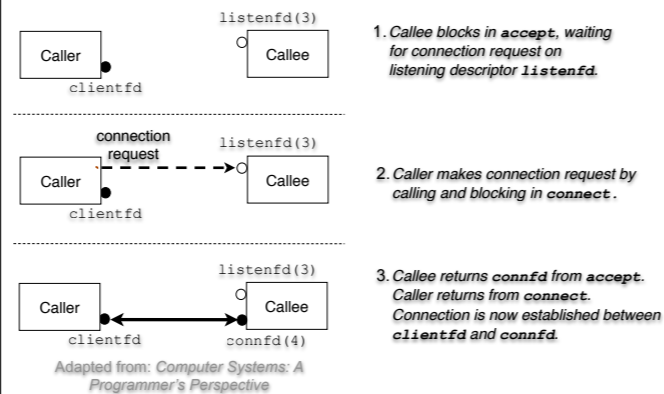 listenfd(3)
Caller
Callee
clientfd
1. Callee blocks in accept, waiting
for connection request on
listening descriptor listenfd.
connection
request
listenfd(3)
Caller
Callee
clientfd
2. Caller makes connection request by
calling and blocking in connect.
listenfd(3)
Caller
Callee
clientfd
connfd(4)
3. Callee returns connfd from accept.
Caller returns from connect.
Connection is now established between
clientfd and connfd.
Adapted from: Computer Systems: A
Programmer's Perspective